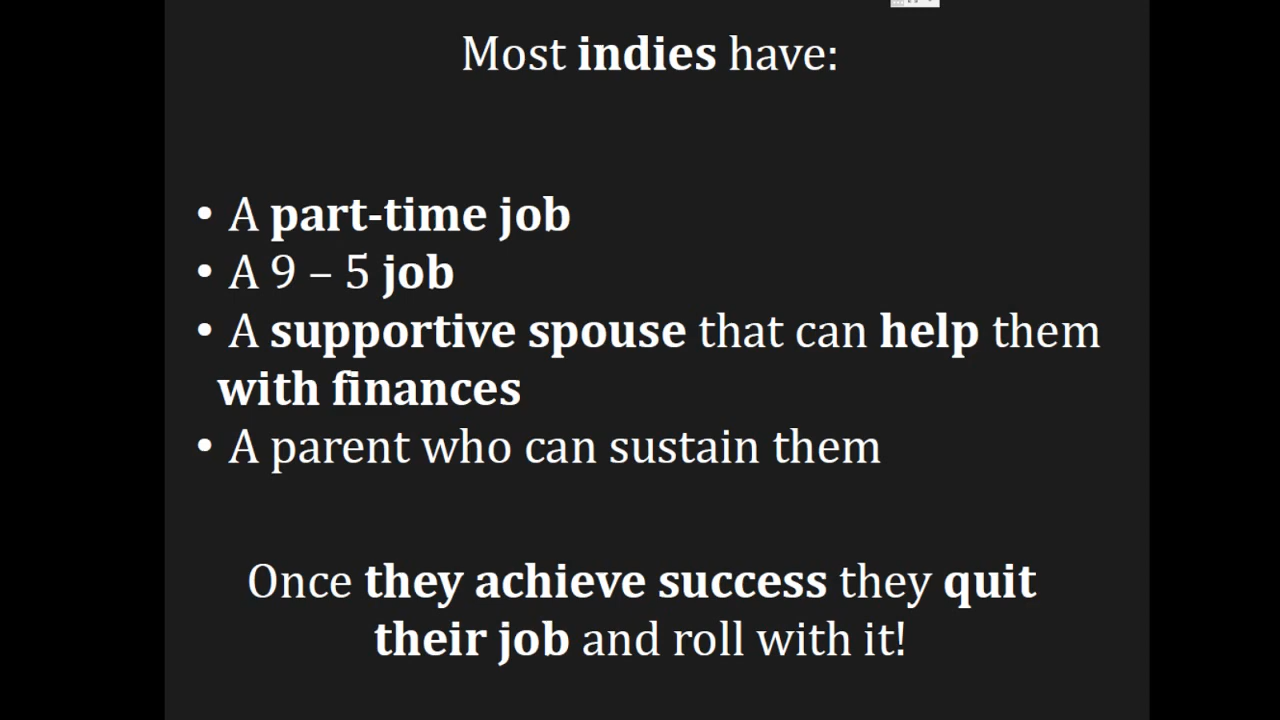 Most indies have:
• A part-time job
• A 9 – 5 job
• A supportive spouse that can help them
with finances
• A parent who can sustain them
Once they achieve success they quit
their job and roll with it!